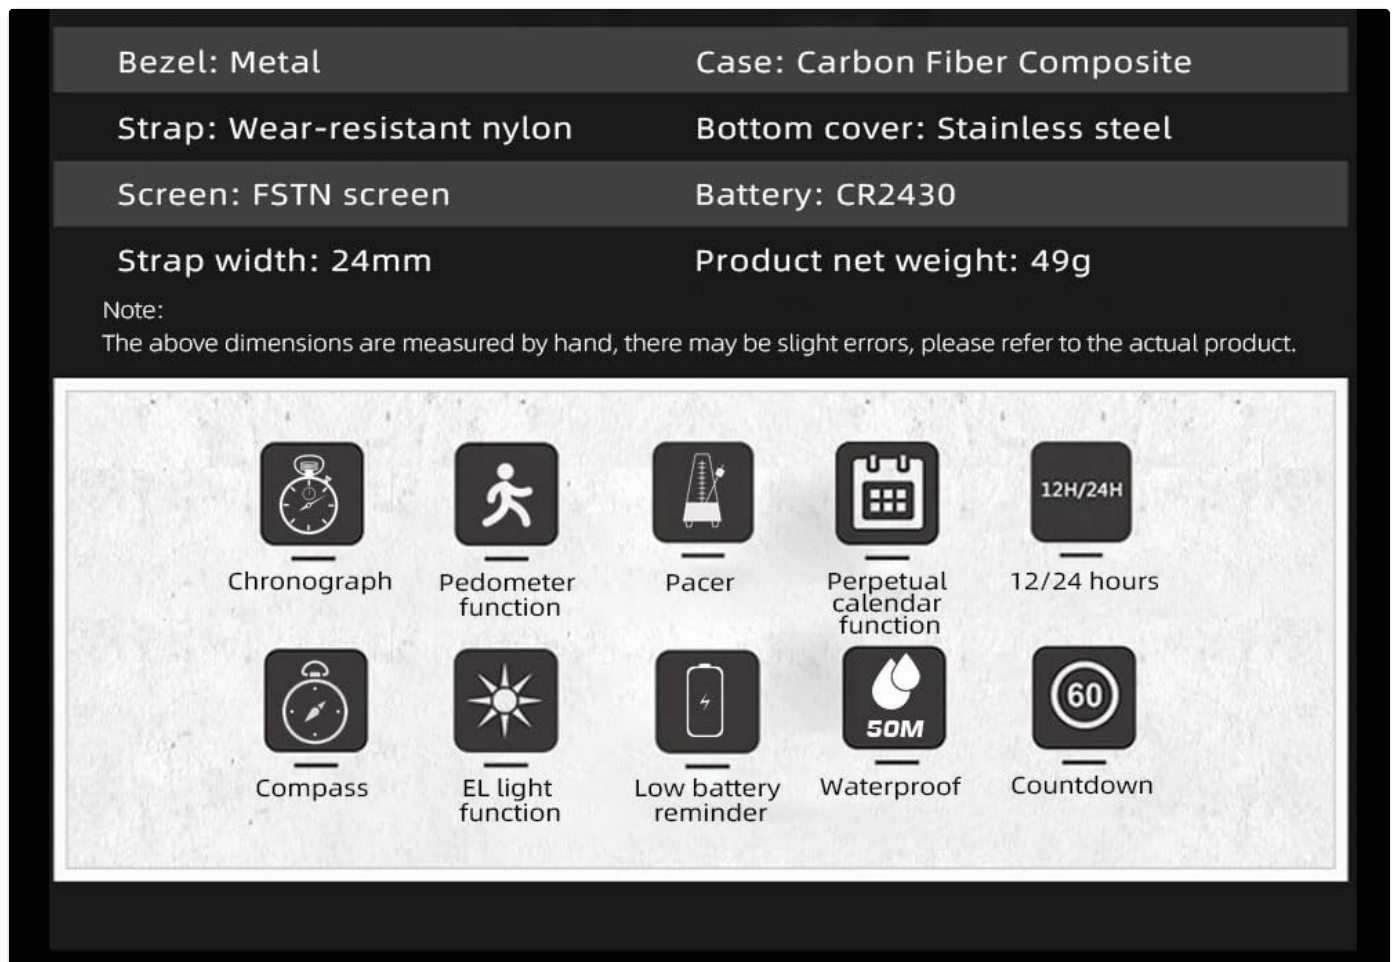 Bezel: Metal
Case: Carbon Fiber Composite
Strap: Wear-resistant nylon
Bottom cover: Stainless steel
Screen: FSTN screen
Battery: CR2430
Strap width: 24mm
Product net weight: 49g
Note:
The above dimensions are measured by hand, there may be slight errors, please refer to the actual product.
12H/24H
Chronograph
Pedometer
function
Pacer
Perpetual
calendar
function
12/24 hours
50M
60
Compass
EL light
function
Low battery
reminder
Waterproof
Countdown